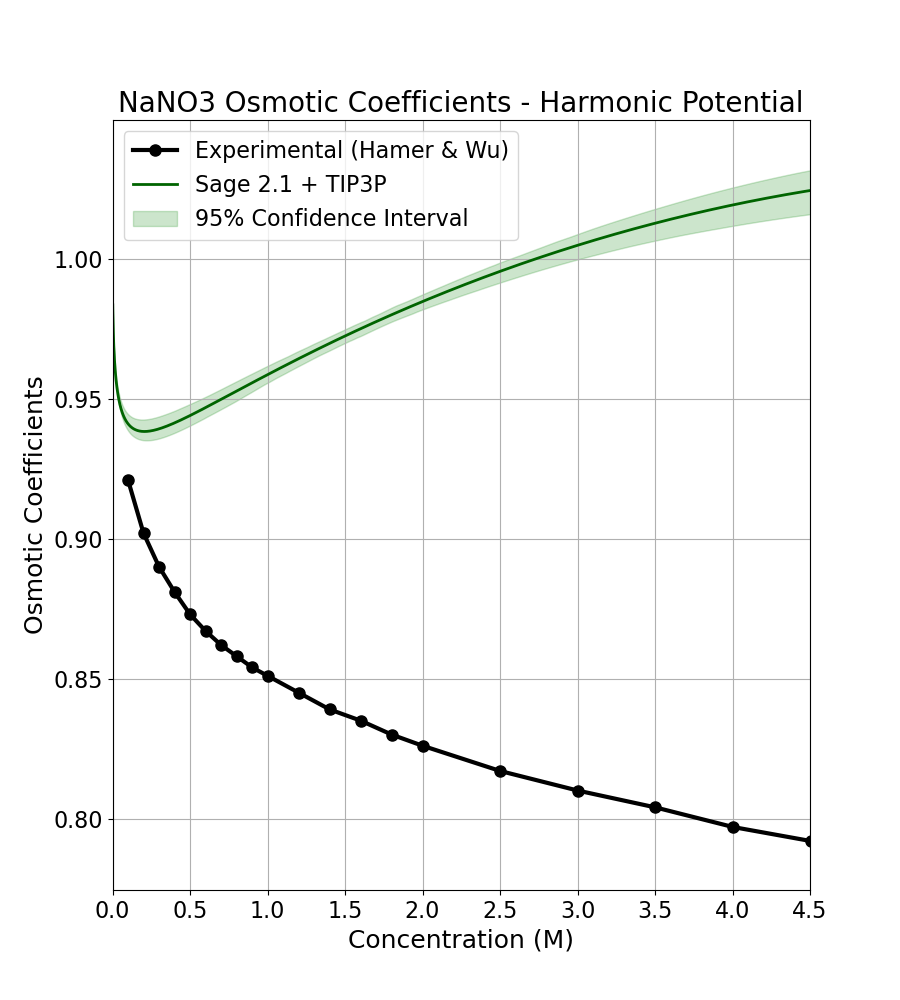 NaNO3 Osmotic Coefficients - Harmonic Potential
Experimental (Hamer & Wu)
Sage 2.1 + TIP3P
95% Confidence Interval
Osmotic Coefficients
1.00
0.95
0.90
0.85
0.80
0.0 0.5 1.0 1.5 2.0 2.5 3.0 3.5 4.0 4.5
Concentration (M)